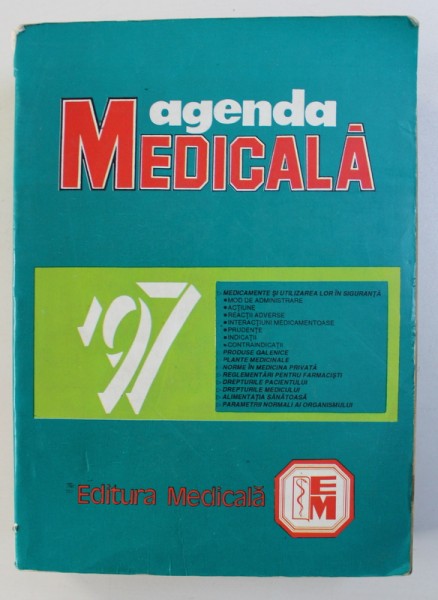 agenda
MEDICALĂ
'97
MEDICAMENTE ȘI UTILIZAREA LOR ÎN SIGURANȚĂ
MOD DE ADMINISTRARE
ACȚIUNE
REACȚII ADVERSE
INTERACȚIUNI MEDICAMENTOASE
PRUDENȚE
INDICAȚII
CONTRAINDICAȚII
PRODUSE GALENICE
PLANTE MEDICINALE
NORME ÎN MEDICINA PRIVATĂ
REGLEMENTĂRI PENTRU FARMACIȘTI
DREPTURILE PACIENTULUI
DREPTURILE MEDICULUI
ALIMENTAȚIA SĂNĂTOASĂ
PARAMETRII NORMALI AI ORGANISMULUI
Editura Medicală
EM